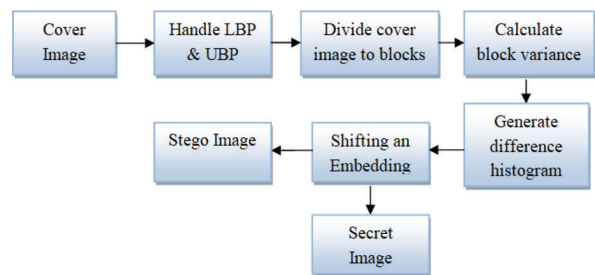 Cover
Image
Handle LBP
& UBP
Divide cover
image to blocks
Calculate
block variance
Generate
difference
histogram
Shifting an
Embedding
Stego Image
Secret
Image